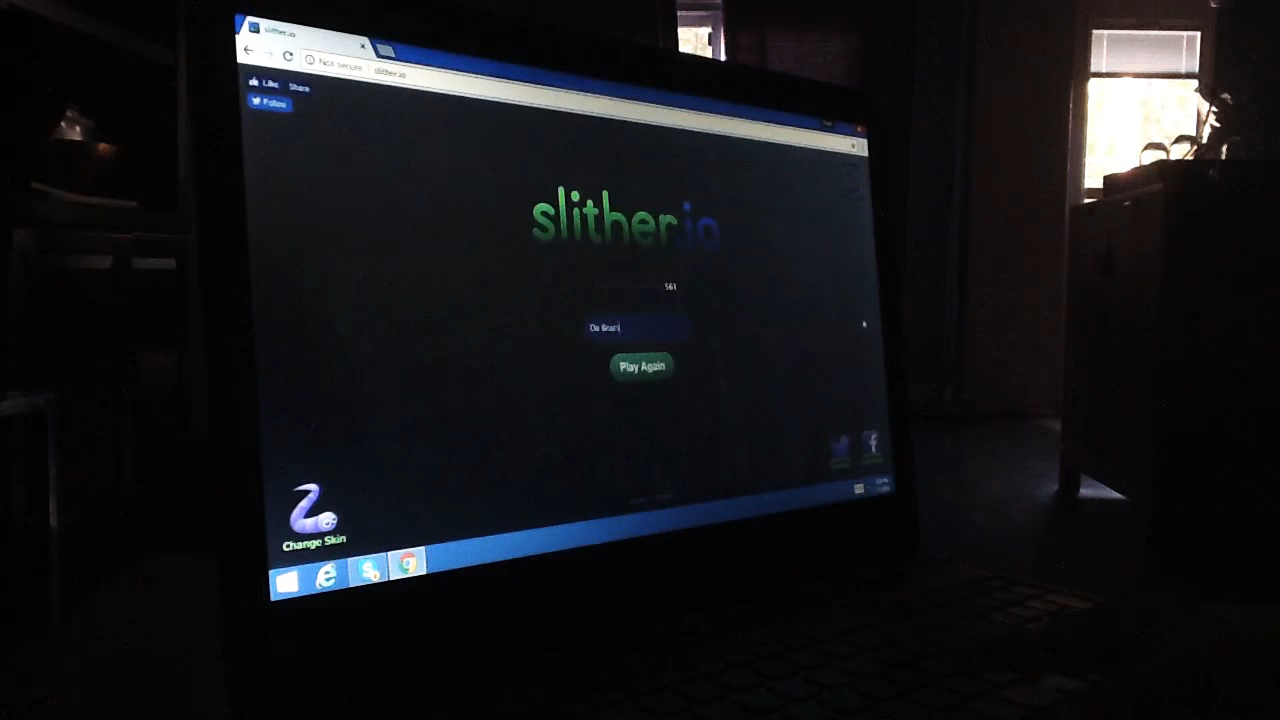 slither.io
Not secure slither.io
Like Share
Follow
slither.io
561
Play Again
Change Skin